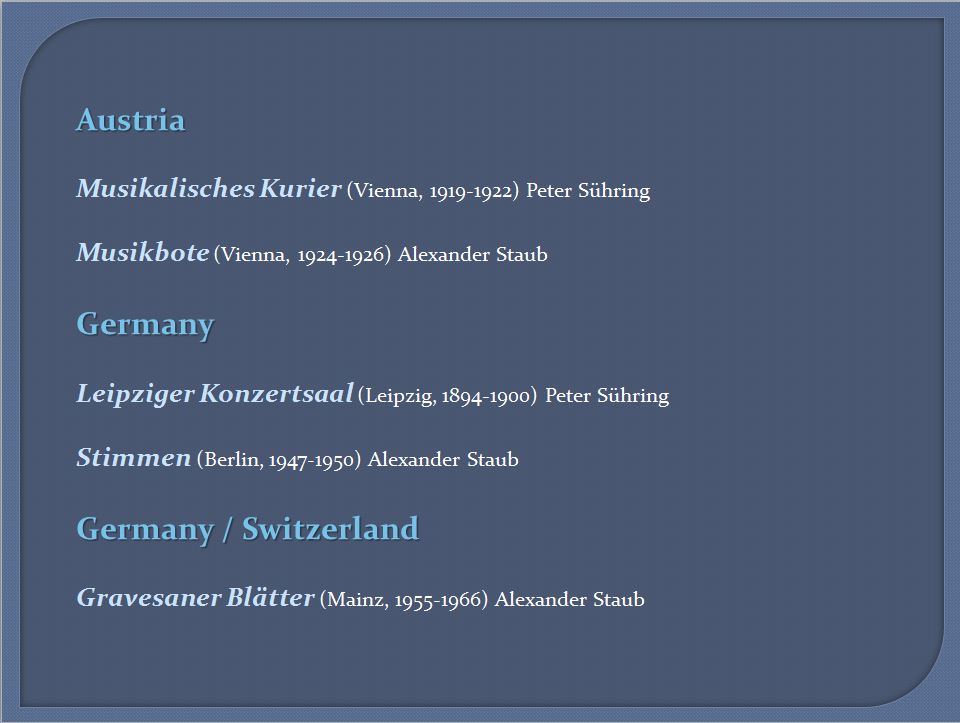 Austria
Musikalisches Kurier (Vienna, 1919-1922) Peter Sühring
Musikbote (Vienna, 1924-1926) Alexander Staub
Germany
Leipziger Konzertsaal (Leipzig, 1894-1900) Peter Sühring
Stimmen (Berlin, 1947-1950) Alexander Staub
Germany / Switzerland
Gravesaner Blätter (Mainz, 1955-1966) Alexander Staub